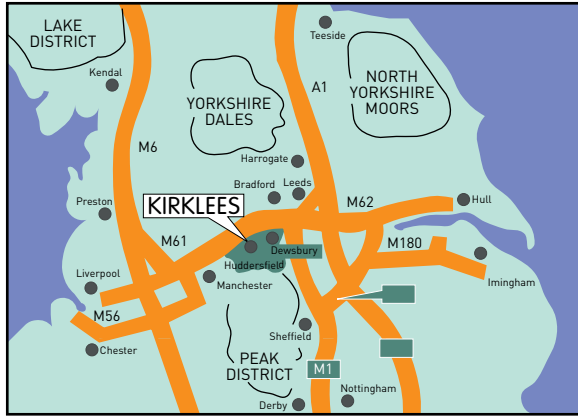 LAKE
DISTRICT
Teeside
Kendal
A1
NORTH
YORKSHIRE
MOORS
YORKSHIRE
DALES
M6
Harrogate
Bradford
Leeds
M62
Hull
Preston
KIRKLEES
M61
Dewsbury
M180
Huddersfield
Liverpool
Manchester
Imingham
M56
Chester
Sheffield
PEAK
DISTRICT
M1
Derby
Nottingham